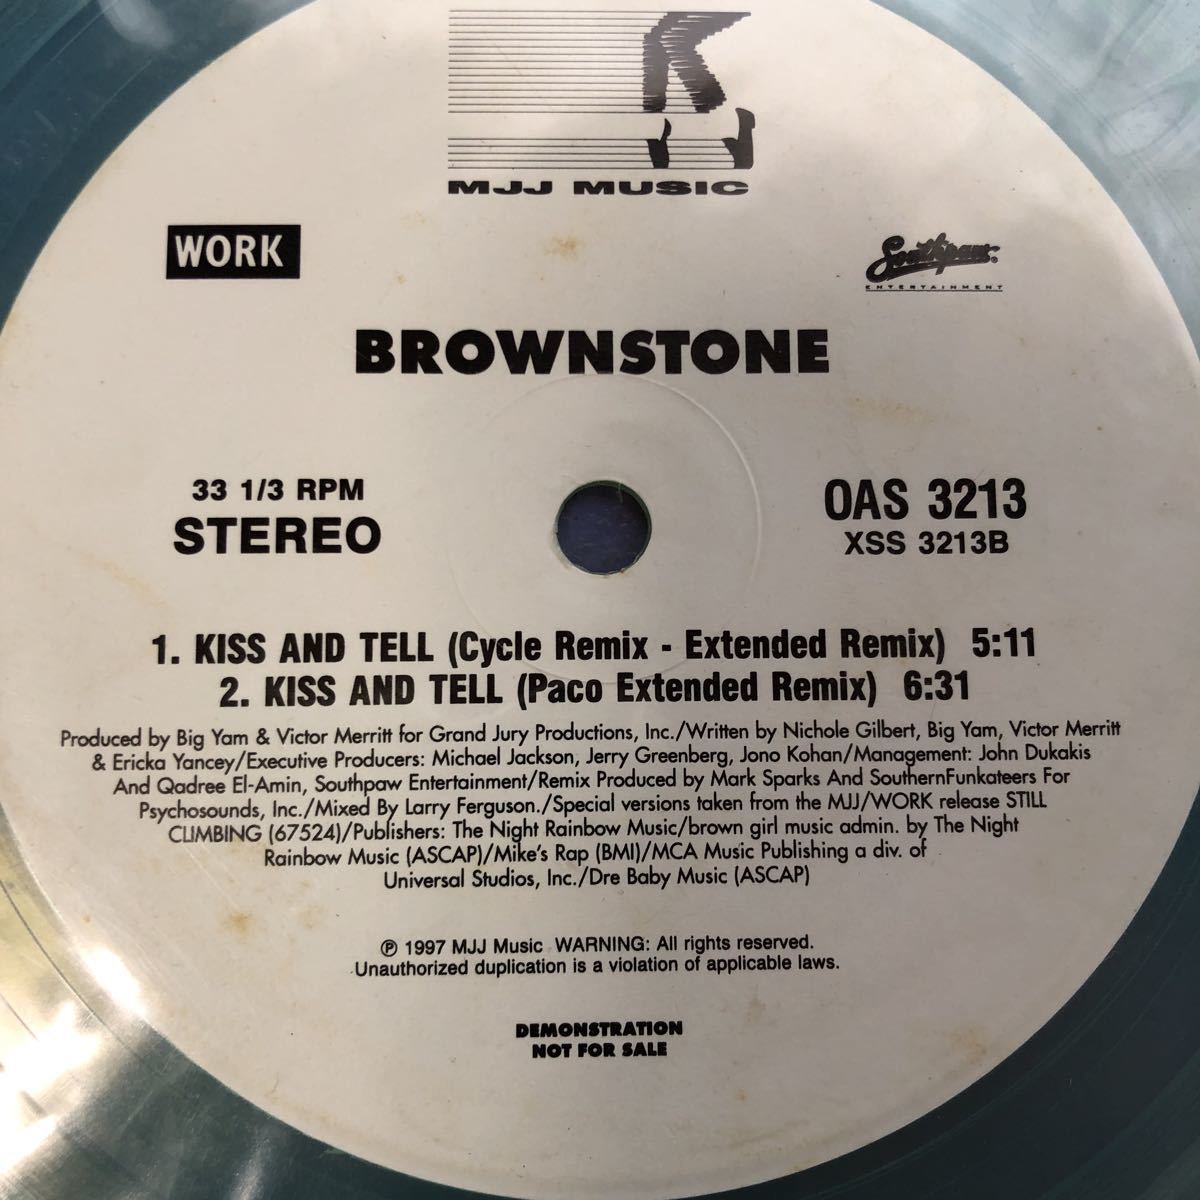 MJJ MUSIC
WORK
Southpaw
ENTERTAINMENT
BROWNSTONE
33 1/3 RPM
STEREO
OAS 3213
XSS 3213B
1. KISS AND TELL (Cycle Remix - Extended Remix) 5:11
2. KISS AND TELL (Paco Extended Remix) 6:31
Produced by Big Yam & Victor Merritt for Grand Jury Productions, Inc./Written by Nichole Gilbert, Big Yam, Victor Merritt
& Ericka Yancey/Executive Producers: Michael Jackson, Jerry Greenberg, Jono Kohan/Management: John Dukakis
And Qadree El-Amin, Southpaw Entertainment/Remix Produced by Mark Sparks And SouthernFunkateers For
Psychosounds, Inc./Mixed By Larry Ferguson./Special versions taken from the MJJ/WORK release STILL
CLIMBING (67524)/Publishers: The Night Rainbow Music/brown girl music admin. by The Night
Rainbow Music (ASCAP)/Mike's Rap (BMI)/MCA Music Publishing a div. of
Universal Studios, Inc./Dre Baby Music (ASCAP)
℗ 1997 MJJ Music WARNING: All rights reserved.
Unauthorized duplication is a violation of applicable laws.
DEMONSTRATION
NOT FOR SALE